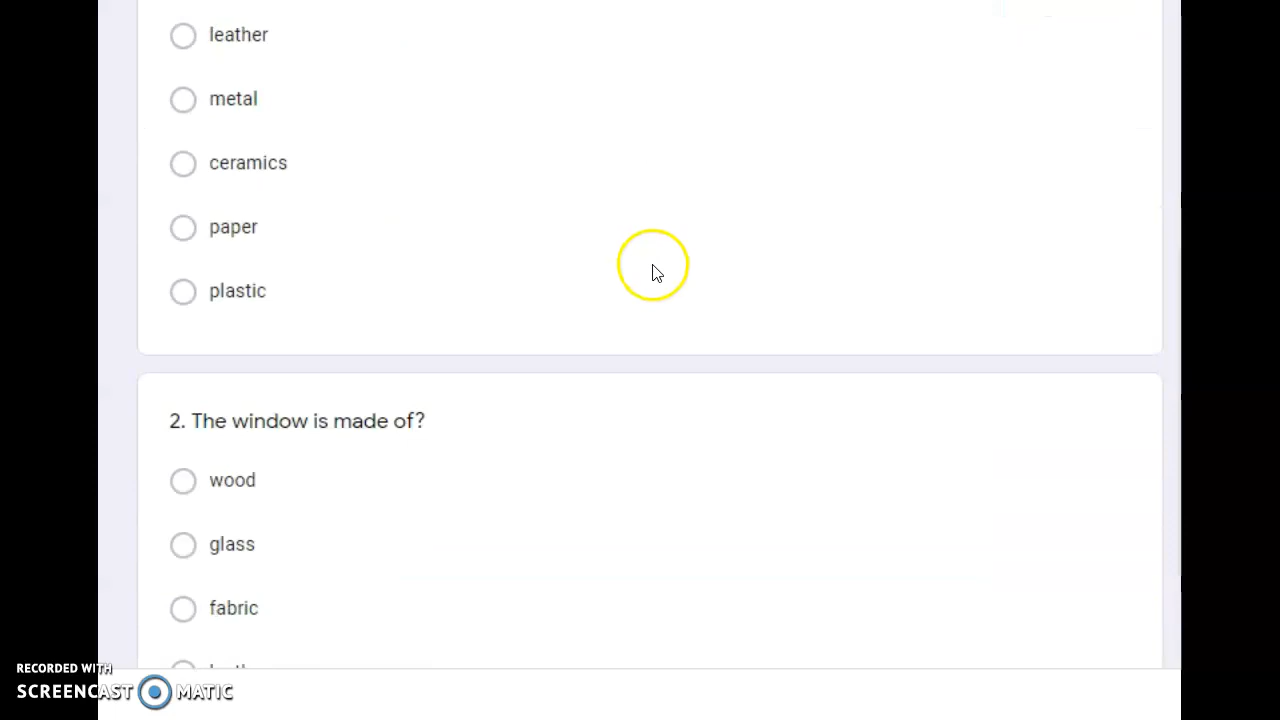 leather
metal
ceramics
paper
plastic
2. The window is made of?
wood
glass
fabric
RECORDED WITH
SCREENCAST MATIC